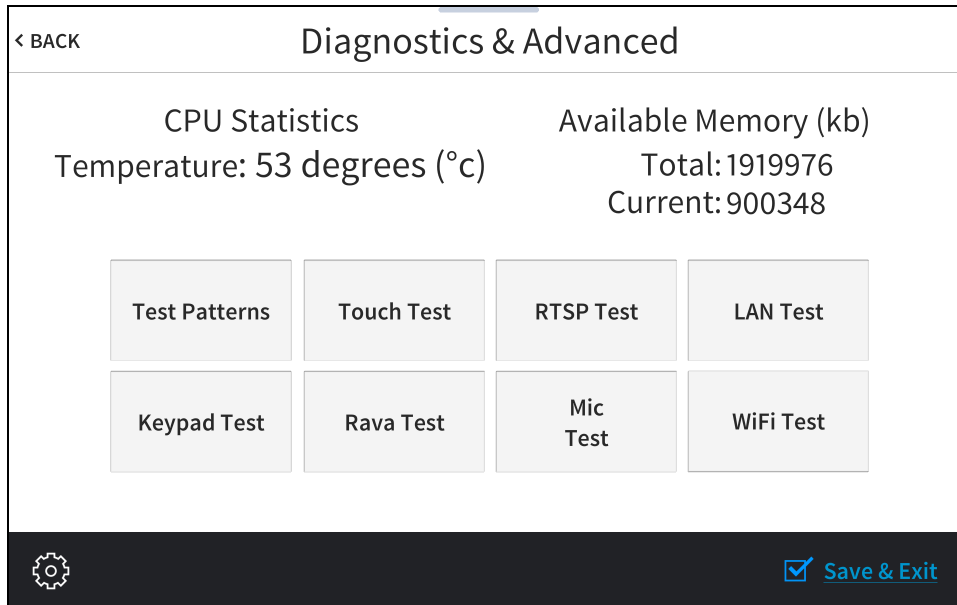 < BACK
Diagnostics & Advanced
CPU Statistics
Temperature: 53 degrees (°c)
Available Memory (kb)
Total: 1919976
Current: 900348
Test Patterns
Touch Test
RTSP Test
LAN Test
Keypad Test
Rava Test
Mic
Test
WiFi Test
Save & Exit